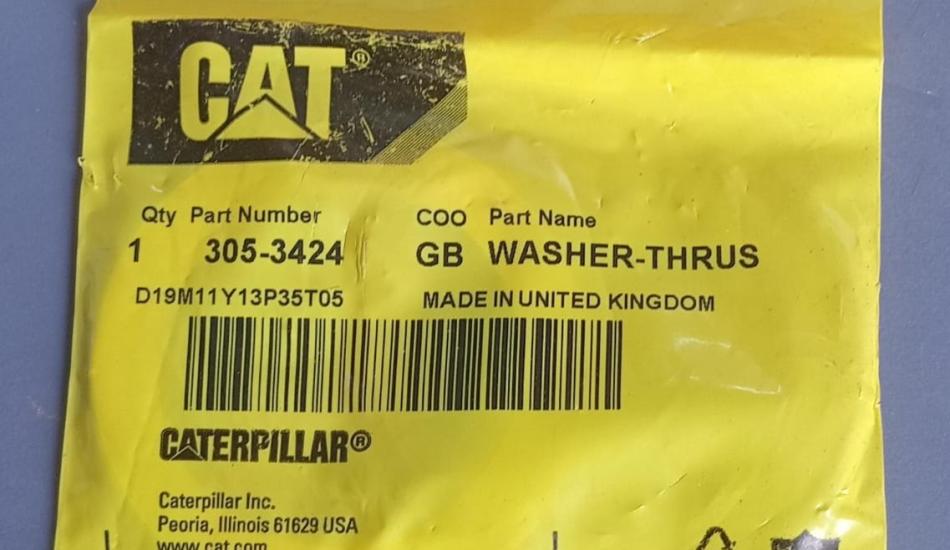 CAT®
Qty Part Number COO Part Name
1 305-3424 GB WASHER-THRUS
D19M11Y13P35T05 MADE IN UNITED KINGDOM
CATERPILLAR®
Caterpillar Inc.
Peoria, Illinois 61629 USA
www.cat.com